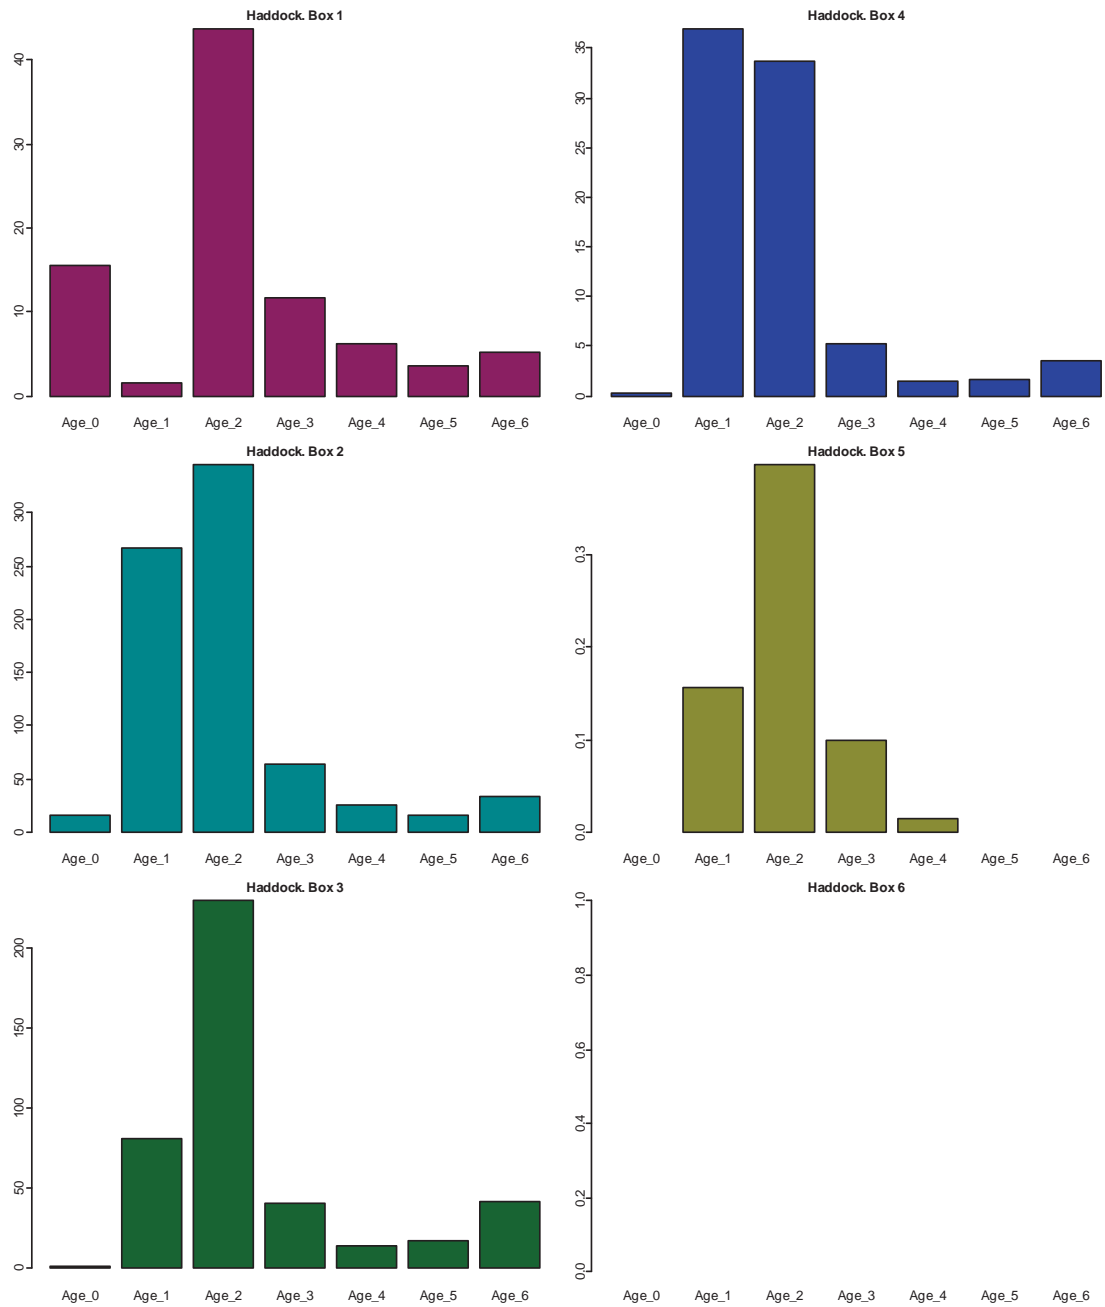 Haddock. Box 1
40
30
20
10
0
Age_0 Age_1 Age_2 Age_3 Age_4 Age_5 Age_6
Haddock. Box 4
35
30
25
20
15
10
5
0
Age_0 Age_1 Age_2 Age_3 Age_4 Age_5 Age_6
Haddock. Box 2
300
250
200
150
100
50
0
Age_0 Age_1 Age_2 Age_3 Age_4 Age_5 Age_6
Haddock. Box 5
0.3
0.2
0.1
0.0
Age_0 Age_1 Age_2 Age_3 Age_4 Age_5 Age_6
Haddock. Box 3
200
150
100
50
0
Age_0 Age_1 Age_2 Age_3 Age_4 Age_5 Age_6
Haddock. Box 6
1.0
0.8
0.6
0.4
0.2
0.0
Age_0 Age_1 Age_2 Age_3 Age_4 Age_5 Age_6